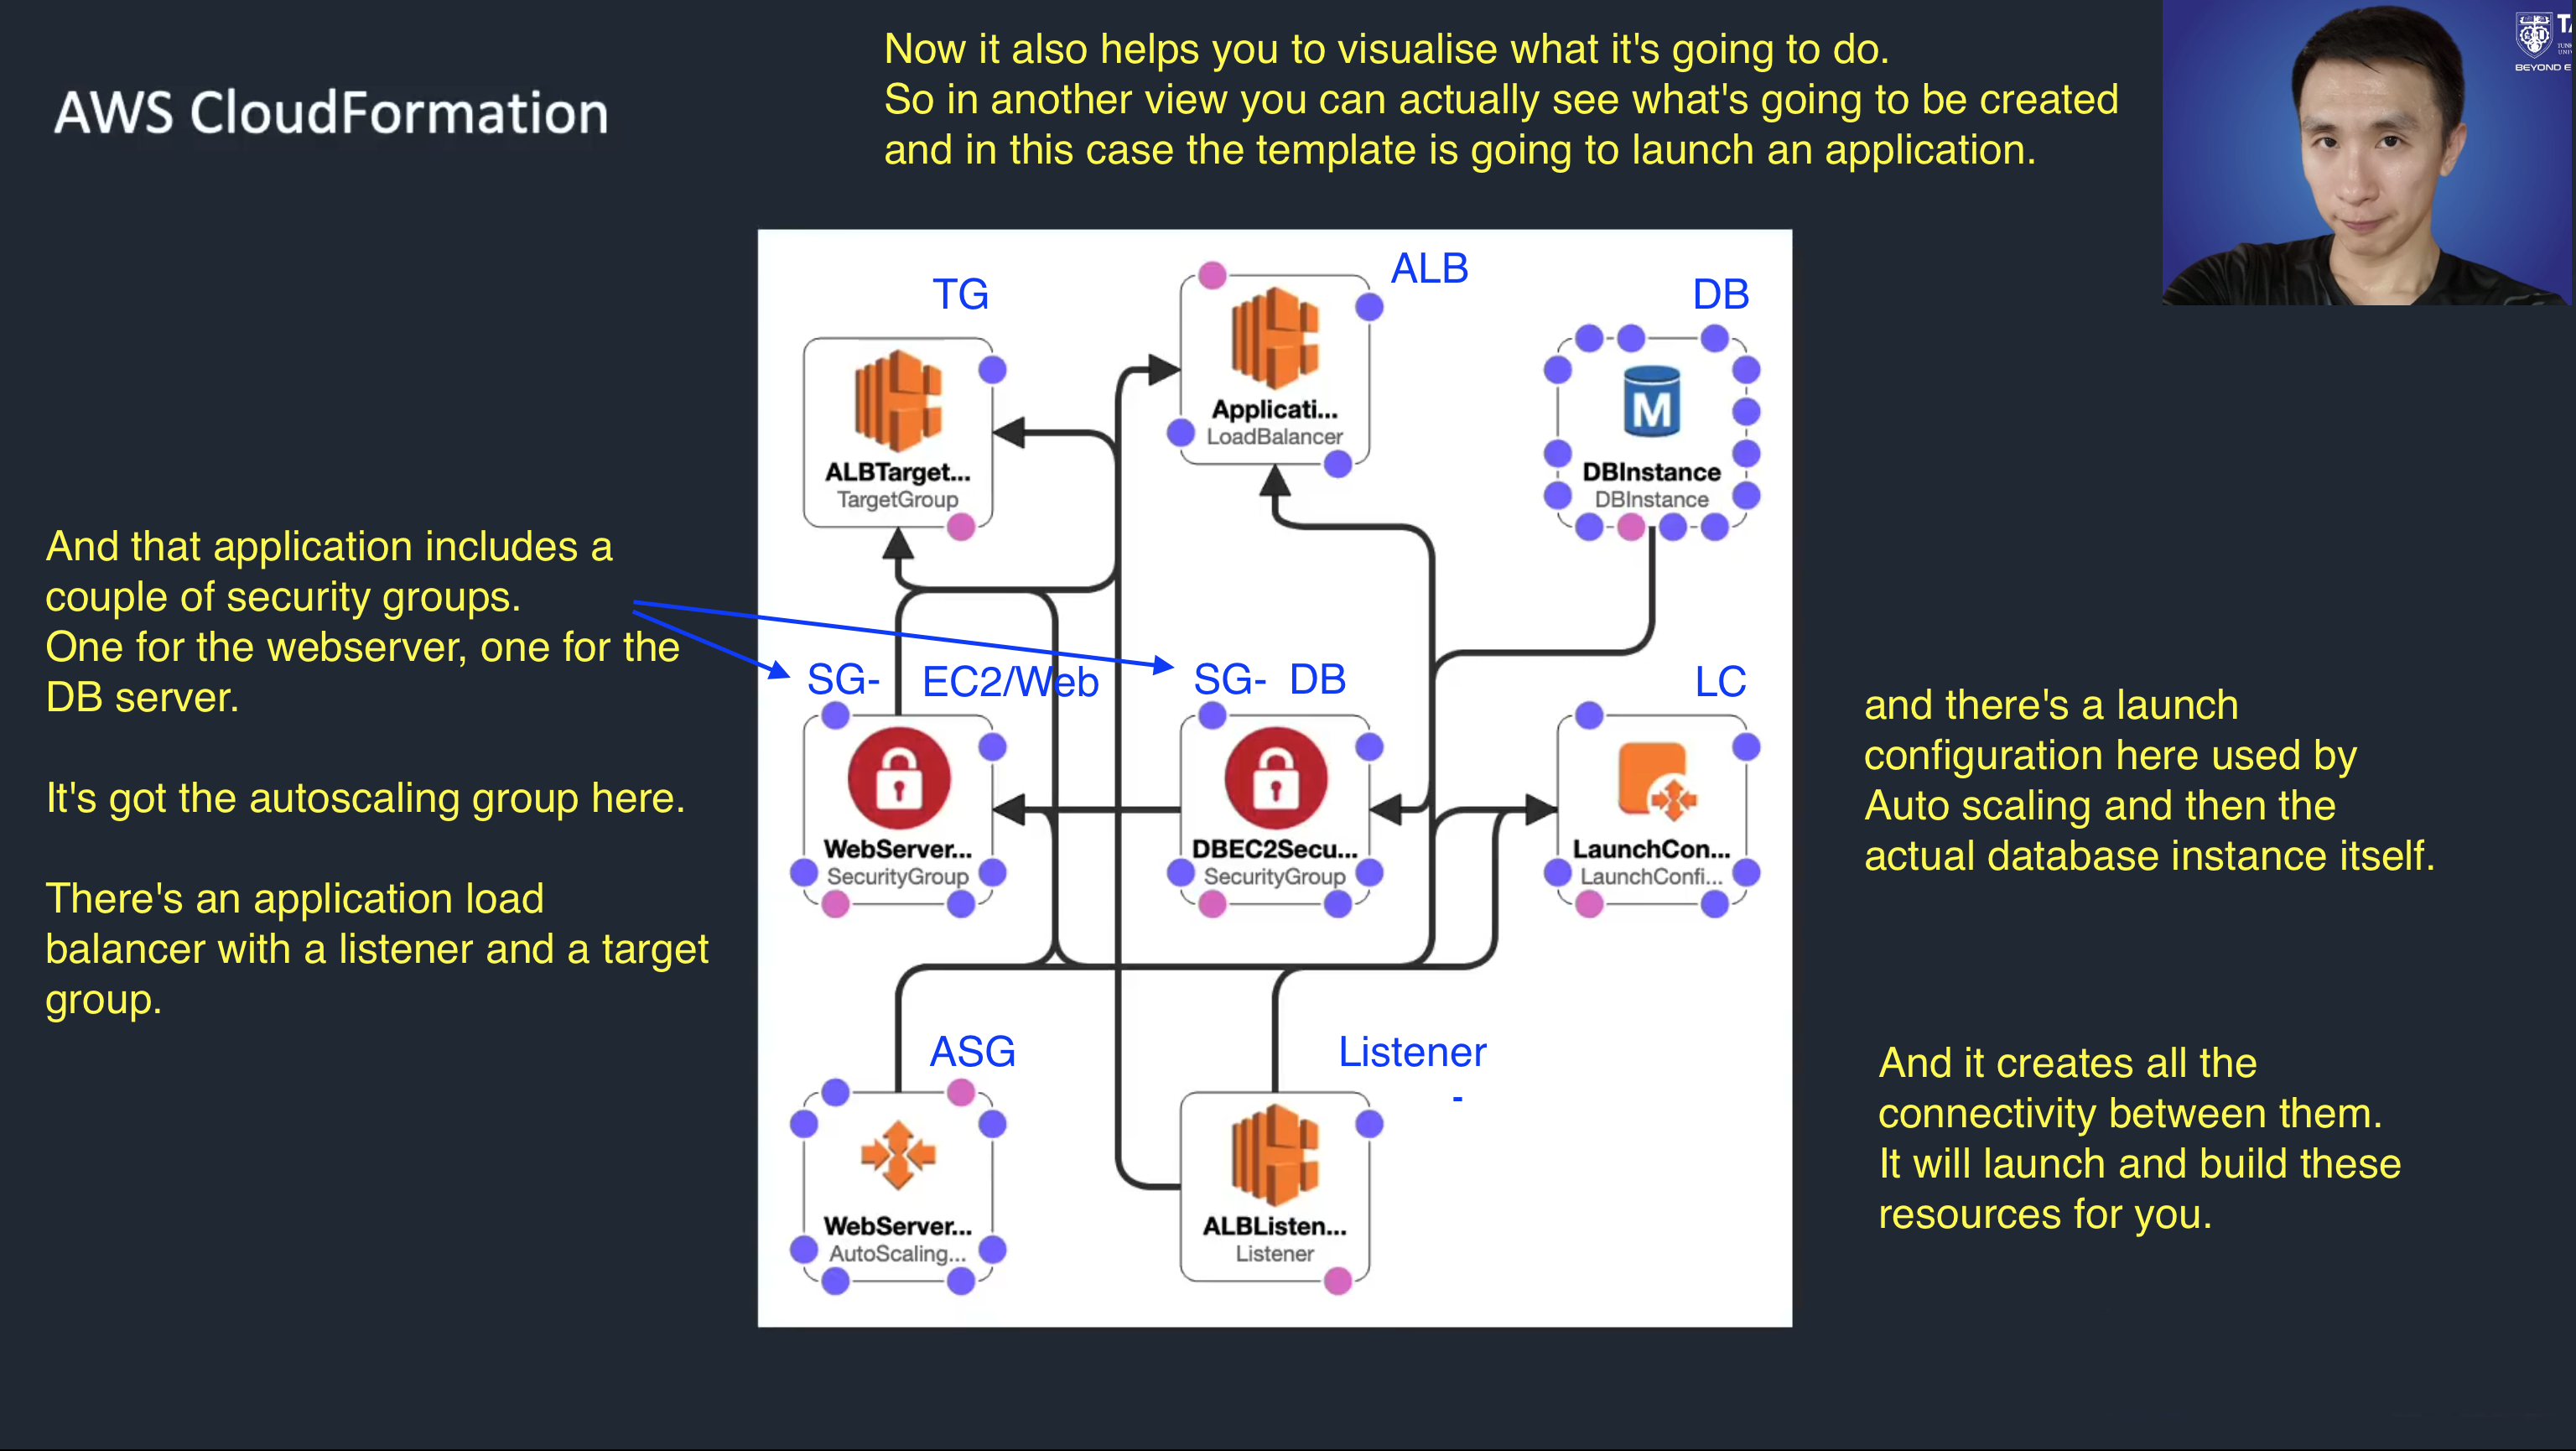 Now it also helps you to visualise what it's going to do.
So in another view you can actually see what's going to be created
and in this case the template is going to launch an application.
AWS CloudFormation
BEYOND E
TG
ALB
DB
Applicati...
LoadBalancer
ALBTarget...
TargetGroup
DBInstance
DBInstance
M
And that application includes a
couple of security groups.
One for the webserver, one for the
DB server.
It's got the autoscaling group here.
There's an application load
balancer with a listener and a target
group.
SG- EC2/Web
SG- DB
LC
WebServer...
SecurityGroup
DBEC2Secu...
SecurityGroup
LaunchCon...
LaunchConfi...
and there's a launch
configuration here used by
Auto scaling and then the
actual database instance itself.
ASG
Listener
-
WebServer...
AutoScaling...
ALBListen...
Listener
And it creates all the
connectivity between them.
It will launch and build these
resources for you.